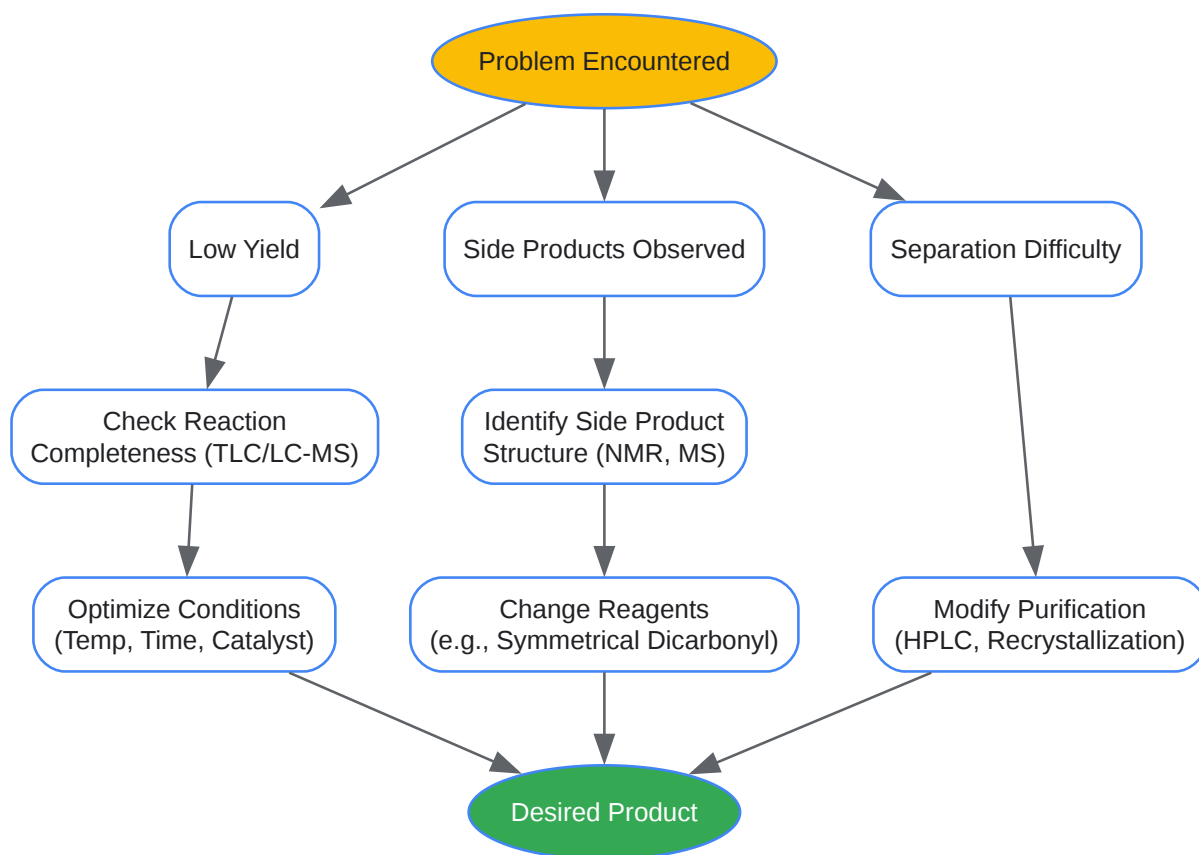 Problem Encountered
Low Yield
Side Products Observed
Separation Difficulty
Check Reaction
Completeness (TLC/LC-MS)
Identify Side Product
Structure (NMR, MS)
Optimize Conditions
(Temp, Time, Catalyst)
Change Reagents
(e.g., Symmetrical Dicarbonyl)
Modify Purification
(HPLC, Recrystallization)
Desired Product